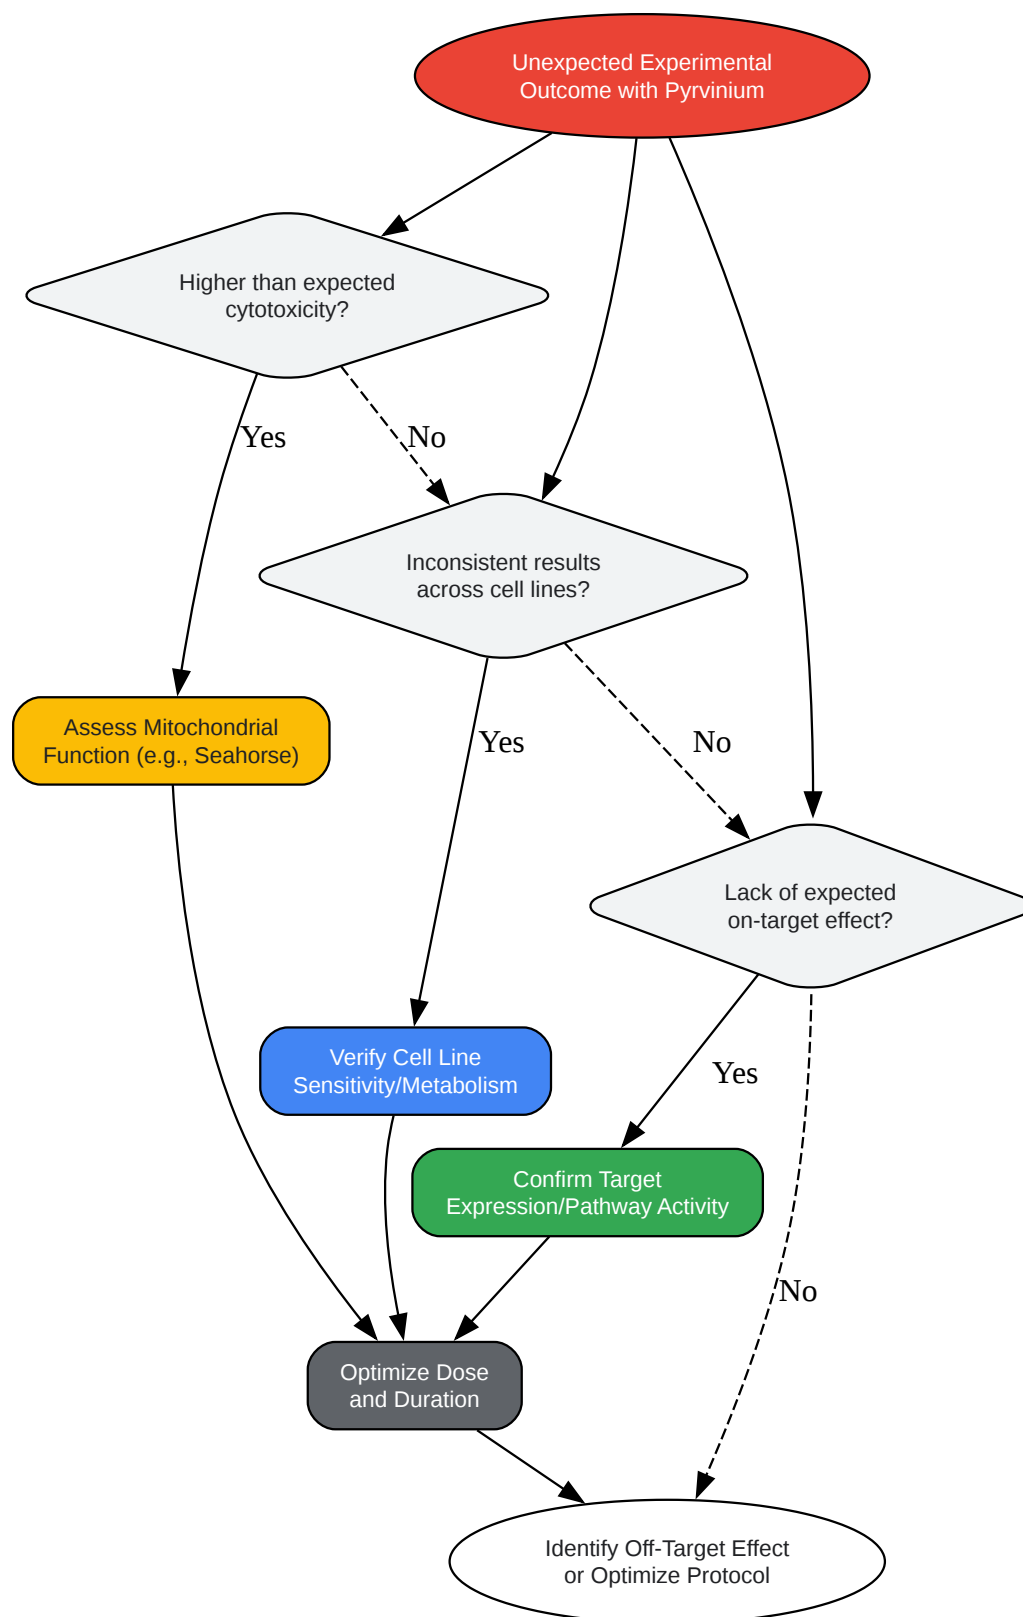 Unexpected Experimental
Outcome with Pyrvinium
Higher than expected
cytotoxicity?
Yes
No
Inconsistent results
across cell lines?
Assess Mitochondrial
Function (e.g., Seahorse)
Yes
No
Lack of expected
on-target effect?
Verify Cell Line
Sensitivity/Metabolism
Yes
Confirm Target
Expression/Pathway Activity
No
Optimize Dose
and Duration
Identify Off-Target Effect
or Optimize Protocol